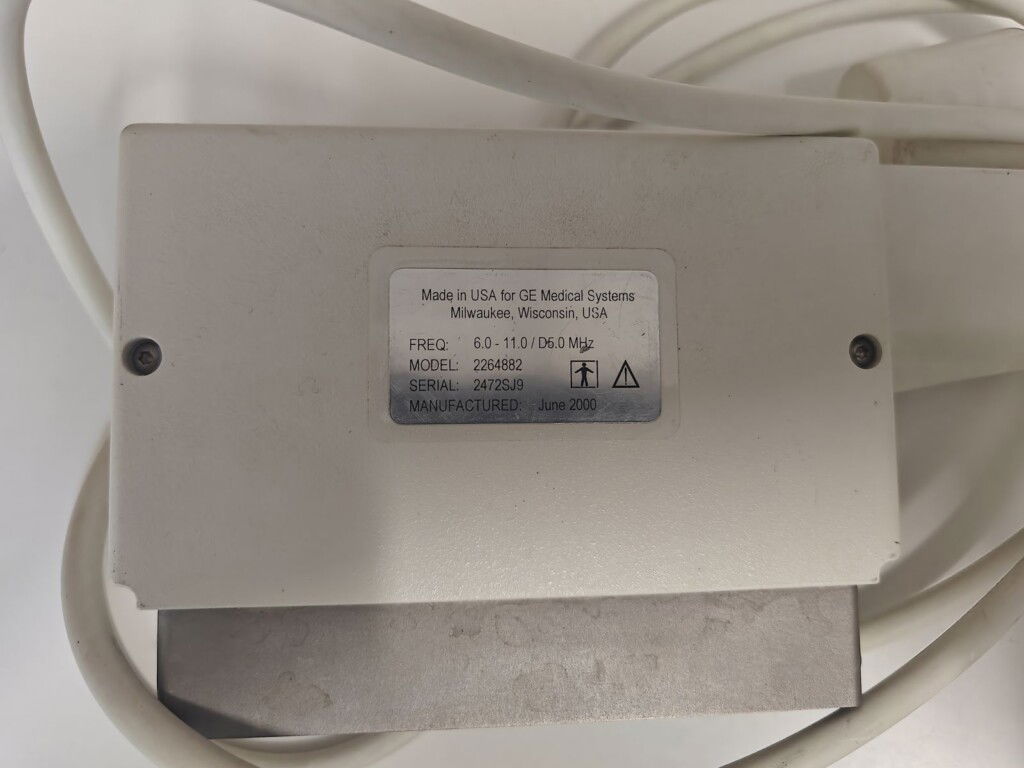 Made in USA for GE Medical Systems
Milwaukee, Wisconsin, USA
FREQ: 6.0 - 11.0 / D5.0 MHz
MODEL: 2264882
SERIAL: 2472SJ9
MANUFACTURED: June 2000